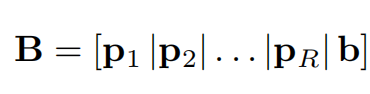 B = [p₁ |p₂| . . . |p_R| b]